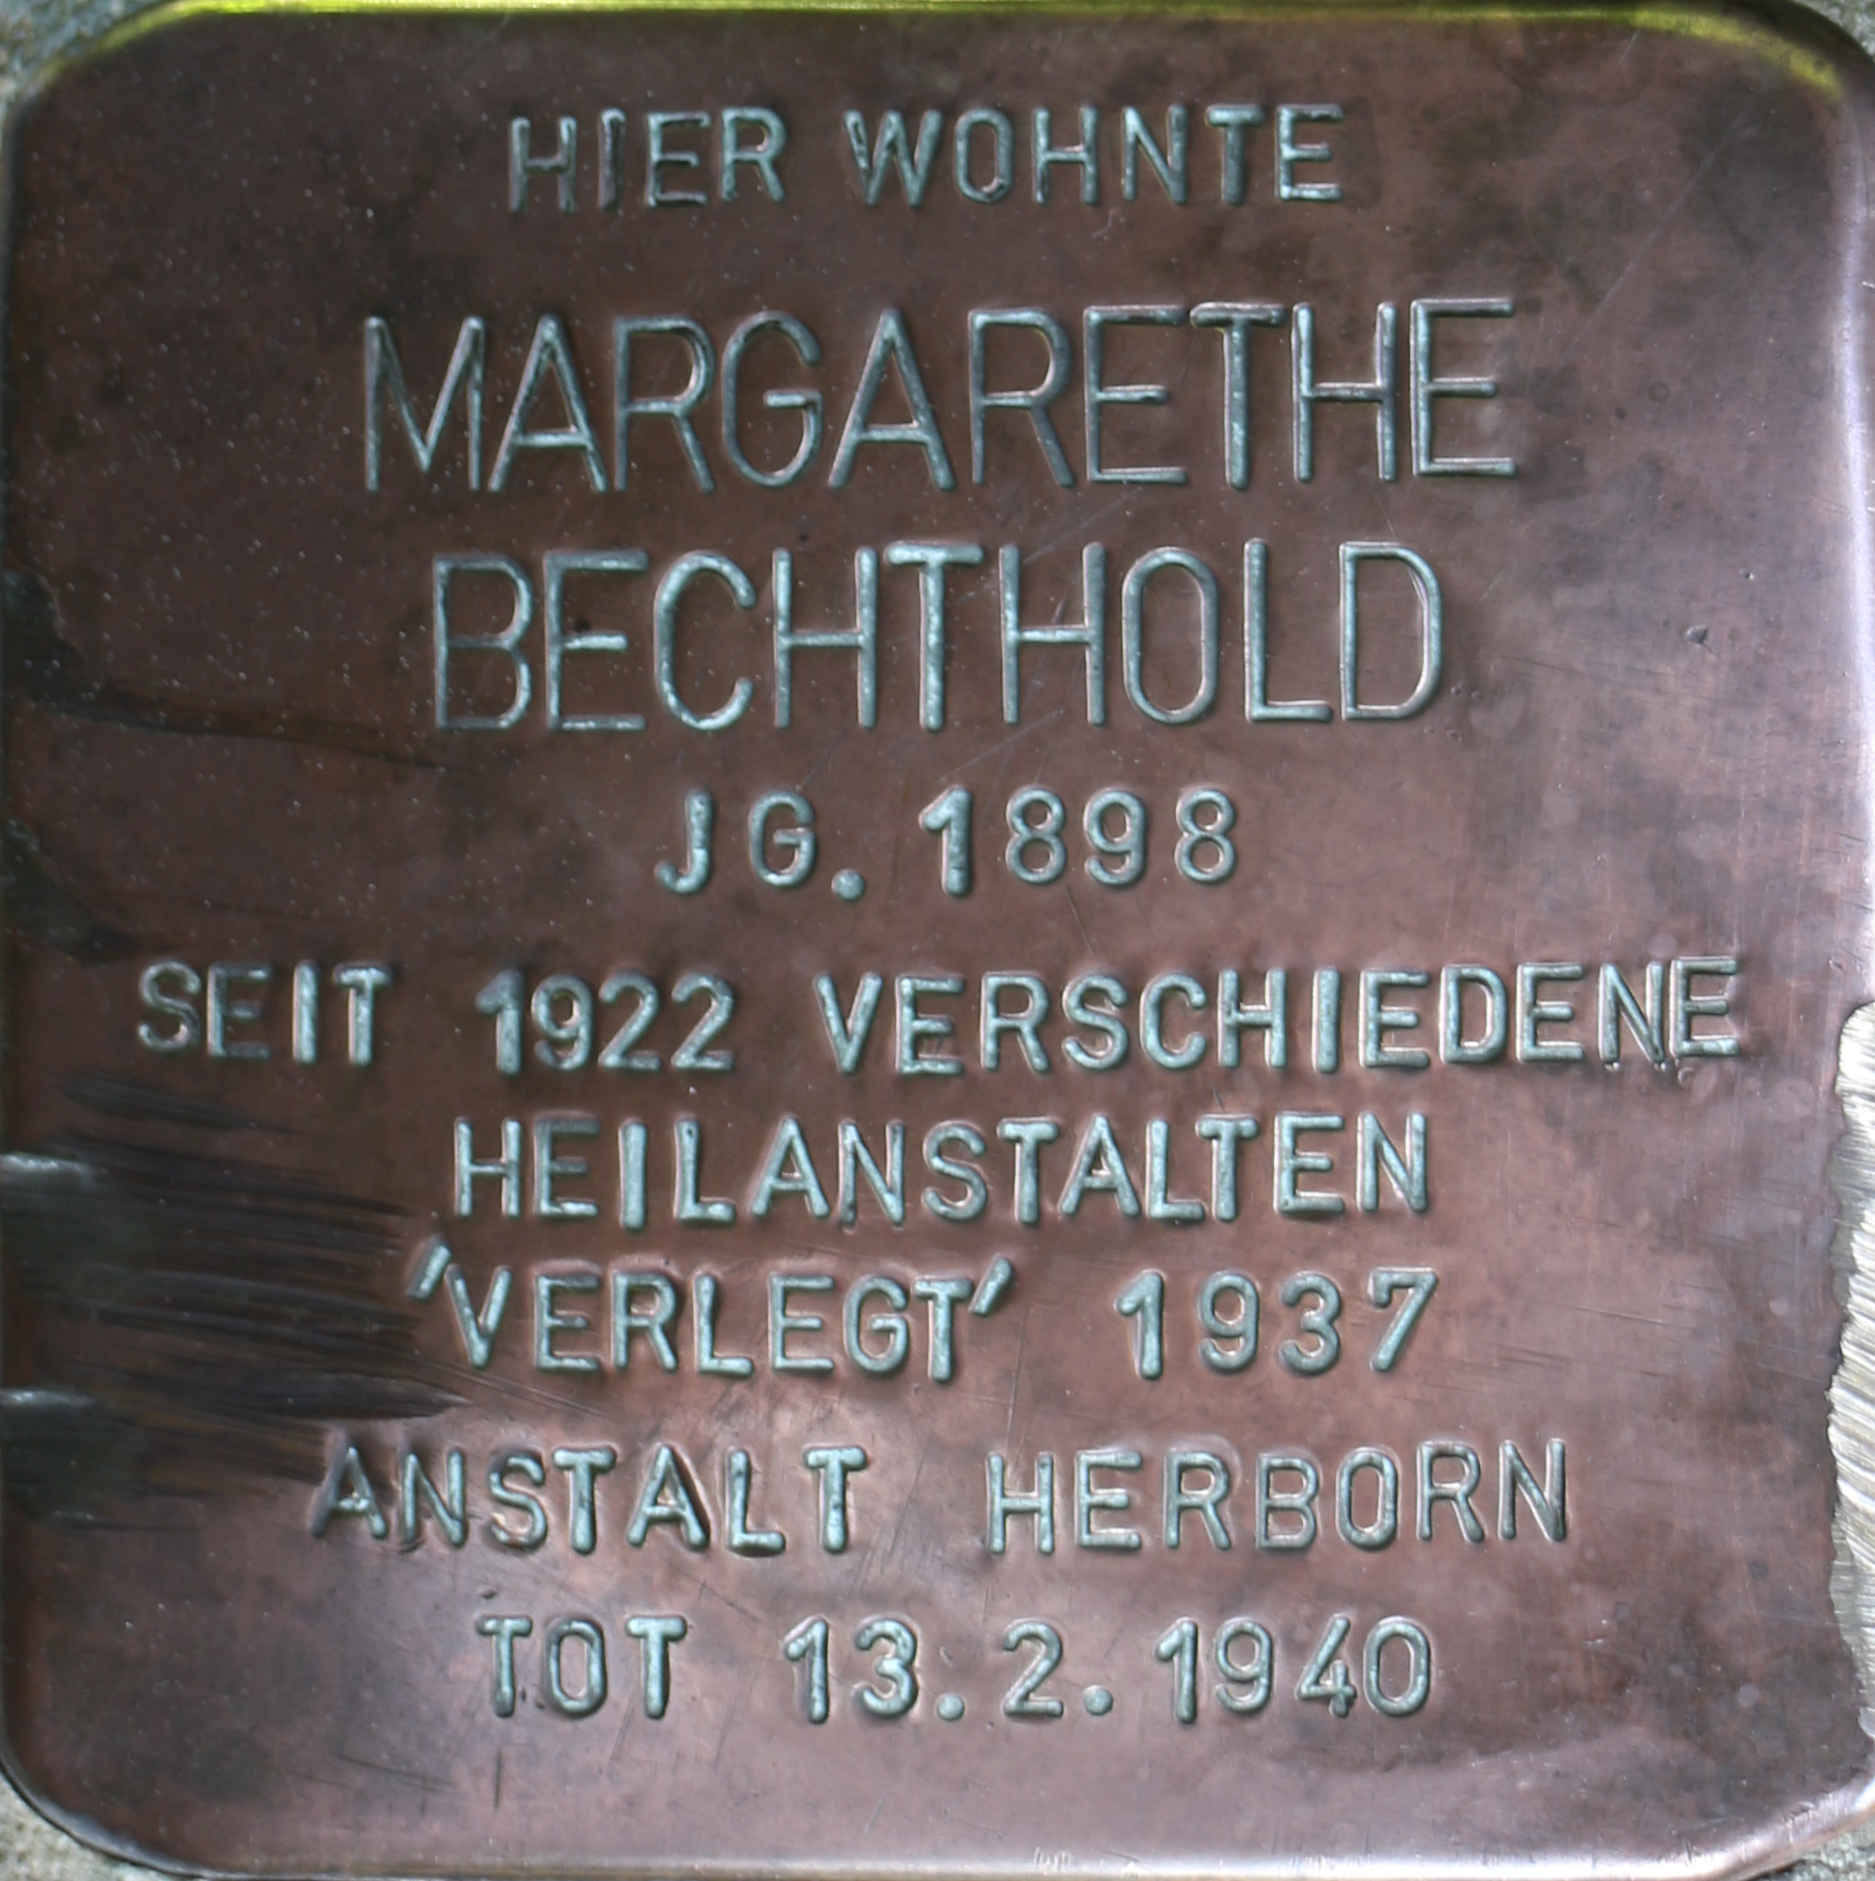 HIER WOHNTE
MARGARETHE
BECHTHOLD
JG. 1898
SEIT 1922 VERSCHIEDENE
HEILANSTALTEN
'VERLEGT' 1937
ANSTALT HERBORN
TOT 13.2.1940